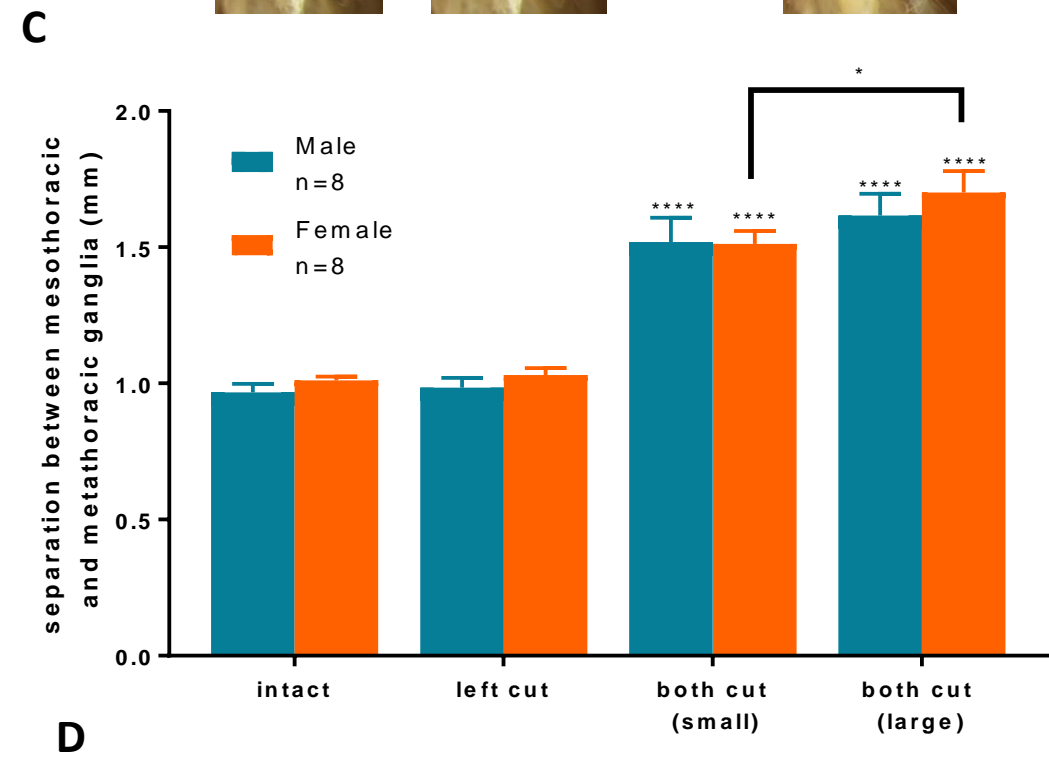 C
*
2.0
1.5
1.0
0.5
0.0
separation between mesothoracic
and metathoracic ganglia (mm)
Male
n=8
Female
n=8
****
****
****
****
intact
left cut
both cut
(small)
both cut
(large)
D